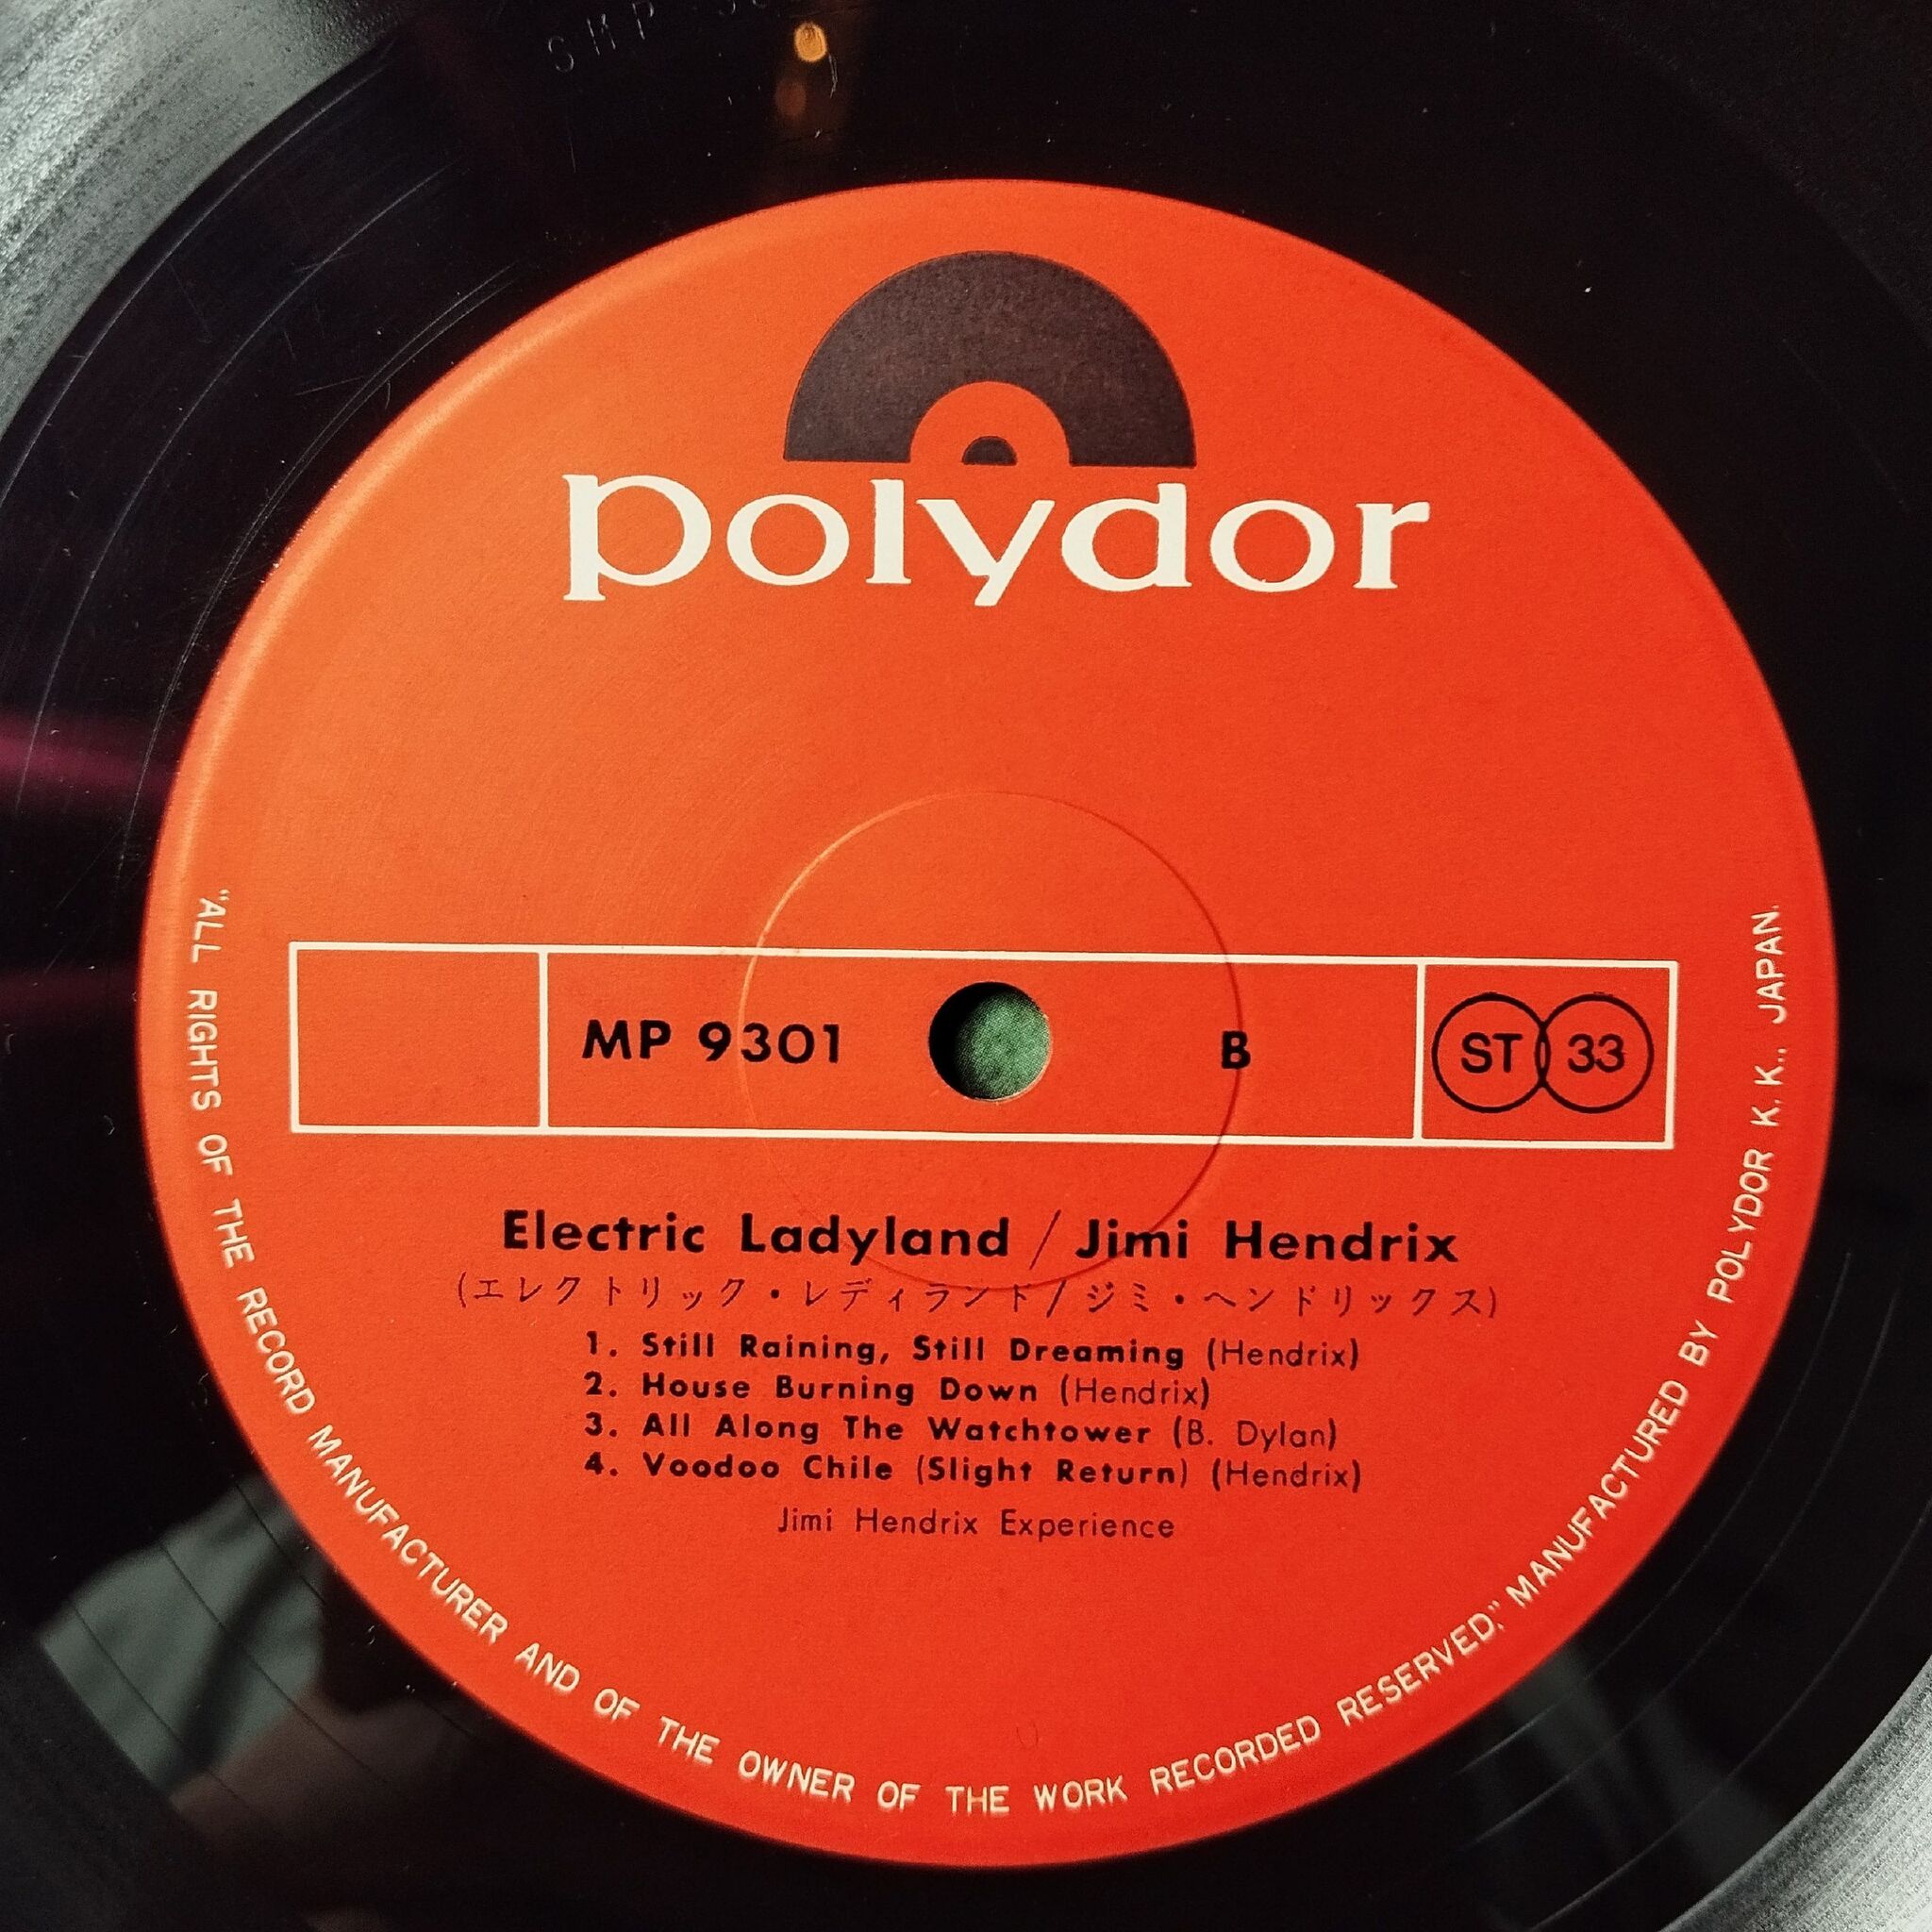 SMP
polydor
MP 9301 B ST 33
Electric Ladyland / Jimi Hendrix
(エレクトリック・レディランド/ジミ・ヘンドリックス)
1. Still Raining, Still Dreaming (Hendrix)
2. House Burning Down (Hendrix)
3. All Along The Watchtower (B. Dylan)
4. Voodoo Chile (Slight Return) (Hendrix)
Jimi Hendrix Experience
"ALL RIGHTS OF THE RECORD MANUFACTURER AND OF THE OWNER OF THE WORK RECORDED RESERVED," MANUFACTURED BY POLYDOR K. K., JAPAN.